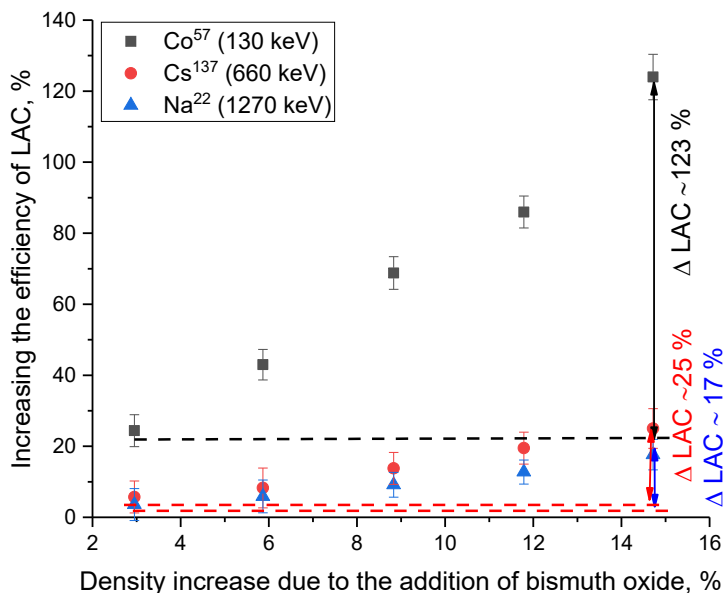 Co⁵⁷ (130 keV)
Cs¹³⁷ (660 keV)
Na²² (1270 keV)
Increasing the efficiency of LAC, %
140
120
100
80
60
40
20
0
2
4
6
8
10
12
14
16
Density increase due to the addition of bismuth oxide, %
Δ LAC ~123 %
Δ LAC ~25 %
Δ LAC ~ 17 %